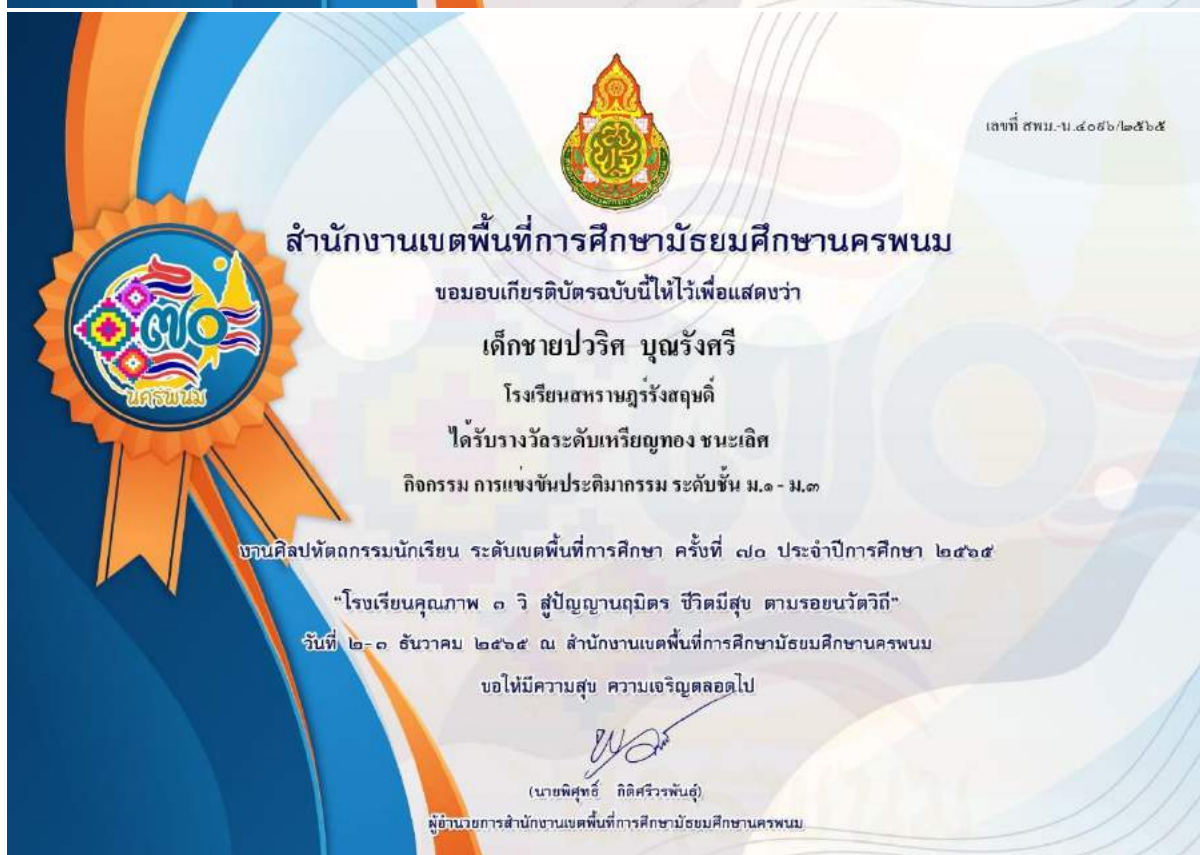 เลขที่ สพม.-น.๔๐๕๖/๒๕๖๕
สำนักงานเขตพื้นที่การศึกษามัธยมศึกษานครพนม
ขอมอบเกียรติบัตรฉบับนี้ให้ไว้เพื่อแสดงว่า
เด็กชายปวริศ บุณรังศรี
โรงเรียนสหราษฎร์รังสฤษดิ์
ได้รับรางวัลระดับเหรียญทอง ชนะเลิศ
กิจกรรม การแข่งขันประติมากรรม ระดับชั้น ม.๑ - ม.๓
๗๐
นครพนม
งานศิลปหัตถกรรมนักเรียน ระดับเขตพื้นที่การศึกษา ครั้งที่ ๗๐ ประจำปีการศึกษา ๒๕๖๕
"โรงเรียนคุณภาพ ๓ วิ สู่ปัญญานฤมิตร ชีวิตมีสุข ตามรอยนวัตวิถี"
วันที่ ๒-๓ ธันวาคม ๒๕๖๕ ณ สำนักงานเขตพื้นที่การศึกษามัธยมศึกษานครพนม
ขอให้มีความสุข ความเจริญตลอดไป
(นายพิศุทธิ์ กิติศรีวรพันธุ์)
ผู้อำนวยการสำนักงานเขตพื้นที่การศึกษามัธยมศึกษานครพนม